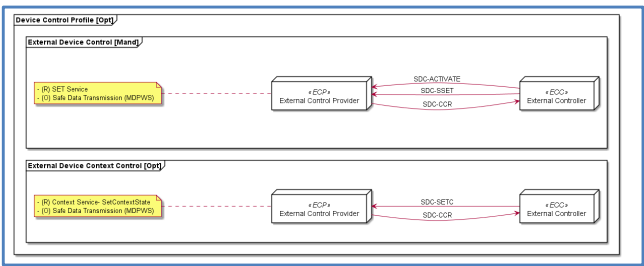 Device Control Profile [Opt]
External Device Control [Mand]
- (R) SET Service
- (O) Safe Data Transmission (MDPWS)
«ECP»
External Control Provider
SDC-ACTIVATE
SDC-SSET
SDC-CCR
«EOC»
External Controller
External Device Context Control [Opt]
- (R) Context Service- SetContextState
- (O) Safe Data Transmission (MDPWS)
«ECP»
External Control Provider
SDC-SETC
SDC-CCR
«EOC»
External Controller